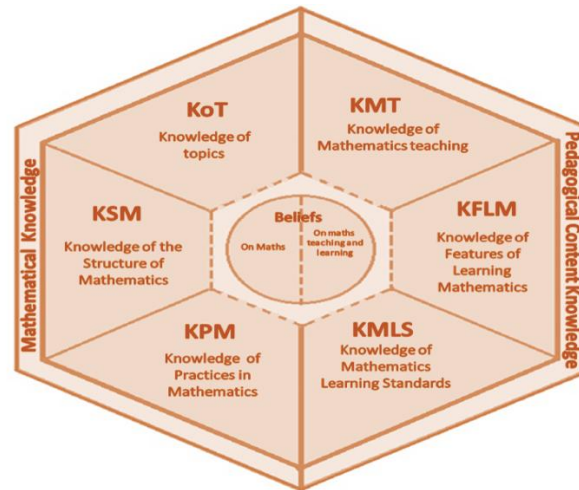 KoT
Knowledge of
topics
KMT
Knowledge of
Mathematics teaching
KSM
Knowledge of the
Structure of
Mathematics
Beliefs
On Maths
On maths
teaching and
learning
KFLM
Knowledge of
Features of
Learning
Mathematics
KPM
Knowledge of
Practices in
Mathematics
KMLS
Knowledge of
Mathematics
Learning Standards
Mathematical Knowledge
Pedagogical Content Knowledge